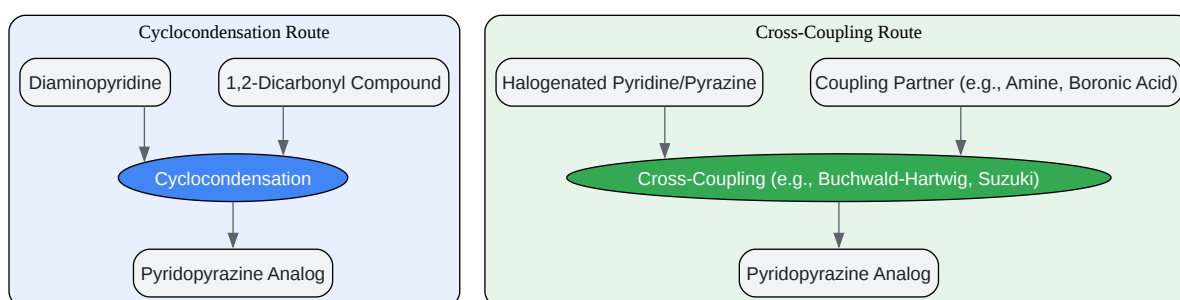 Cyclocondensation Route
Diaminopyridine
1,2-Dicarbonyl Compound
Cyclocondensation
Pyridopyrazine Analog
Cross-Coupling Route
Halogenated Pyridine/Pyrazine
Coupling Partner (e.g., Amine, Boronic Acid)
Cross-Coupling (e.g., Buchwald-Hartwig, Suzuki)
Pyridopyrazine Analog